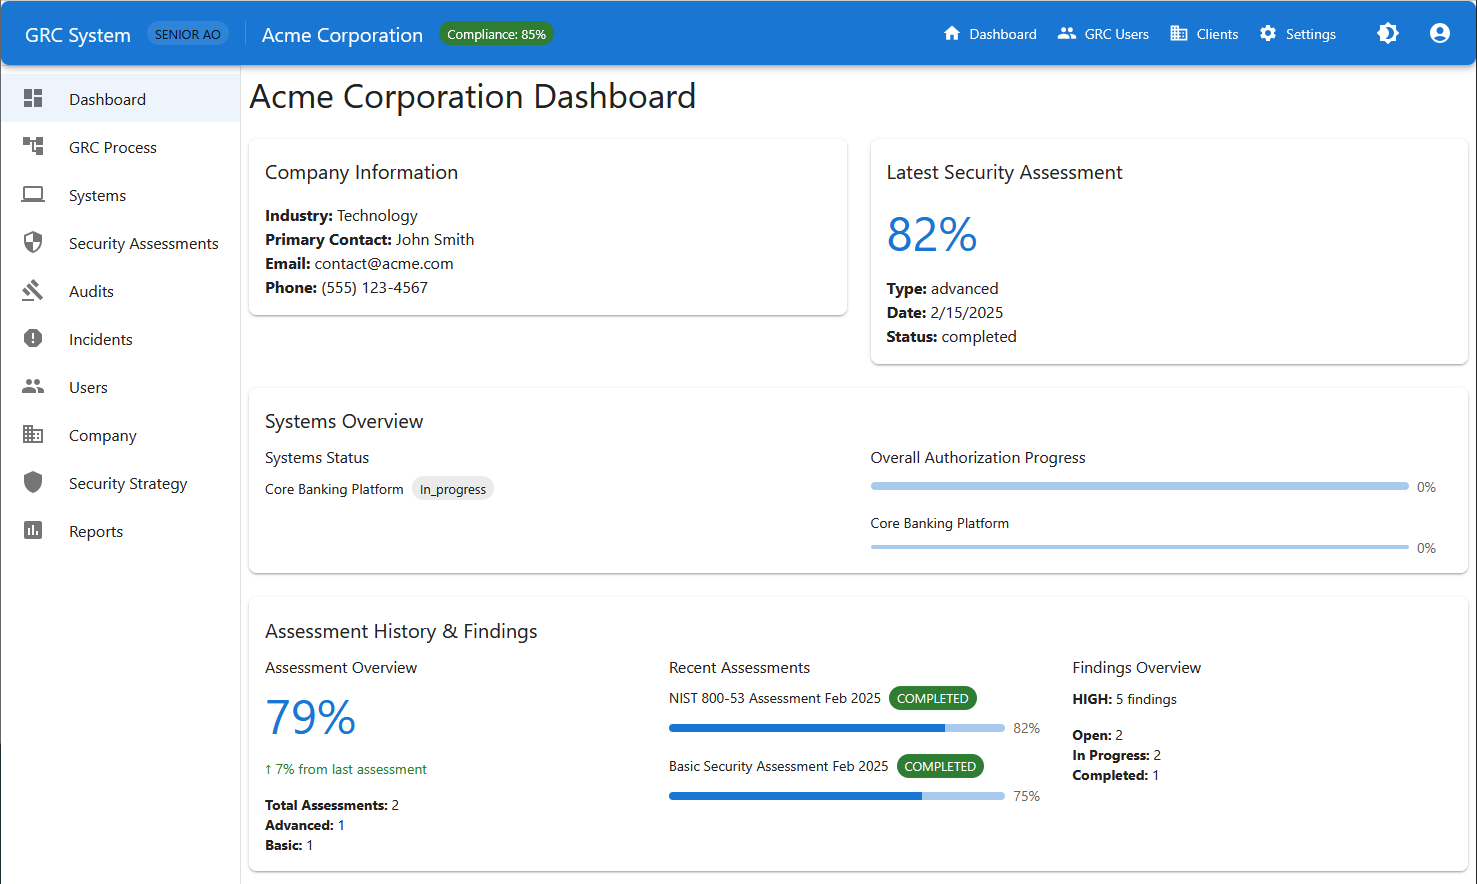 GRC System SENIOR AO Acme Corporation Compliance: 85% Dashboard GRC Users Clients Settings
Dashboard
GRC Process
Systems
Security Assessments
Audits
Incidents
Users
Company
Security Strategy
Reports
Acme Corporation Dashboard
Company Information
Industry: Technology
Primary Contact: John Smith
Email: contact@acme.com
Phone: (555) 123-4567
Latest Security Assessment
82%
Type: advanced
Date: 2/15/2025
Status: completed
Systems Overview
Systems Status
Core Banking Platform In_progress
Overall Authorization Progress
0%
Core Banking Platform
0%
Assessment History & Findings
Assessment Overview
79%
↑ 7% from last assessment
Total Assessments: 2
Advanced: 1
Basic: 1
Recent Assessments
NIST 800-53 Assessment Feb 2025 COMPLETED
82%
Basic Security Assessment Feb 2025 COMPLETED
75%
Findings Overview
HIGH: 5 findings
Open: 2
In Progress: 2
Completed: 1